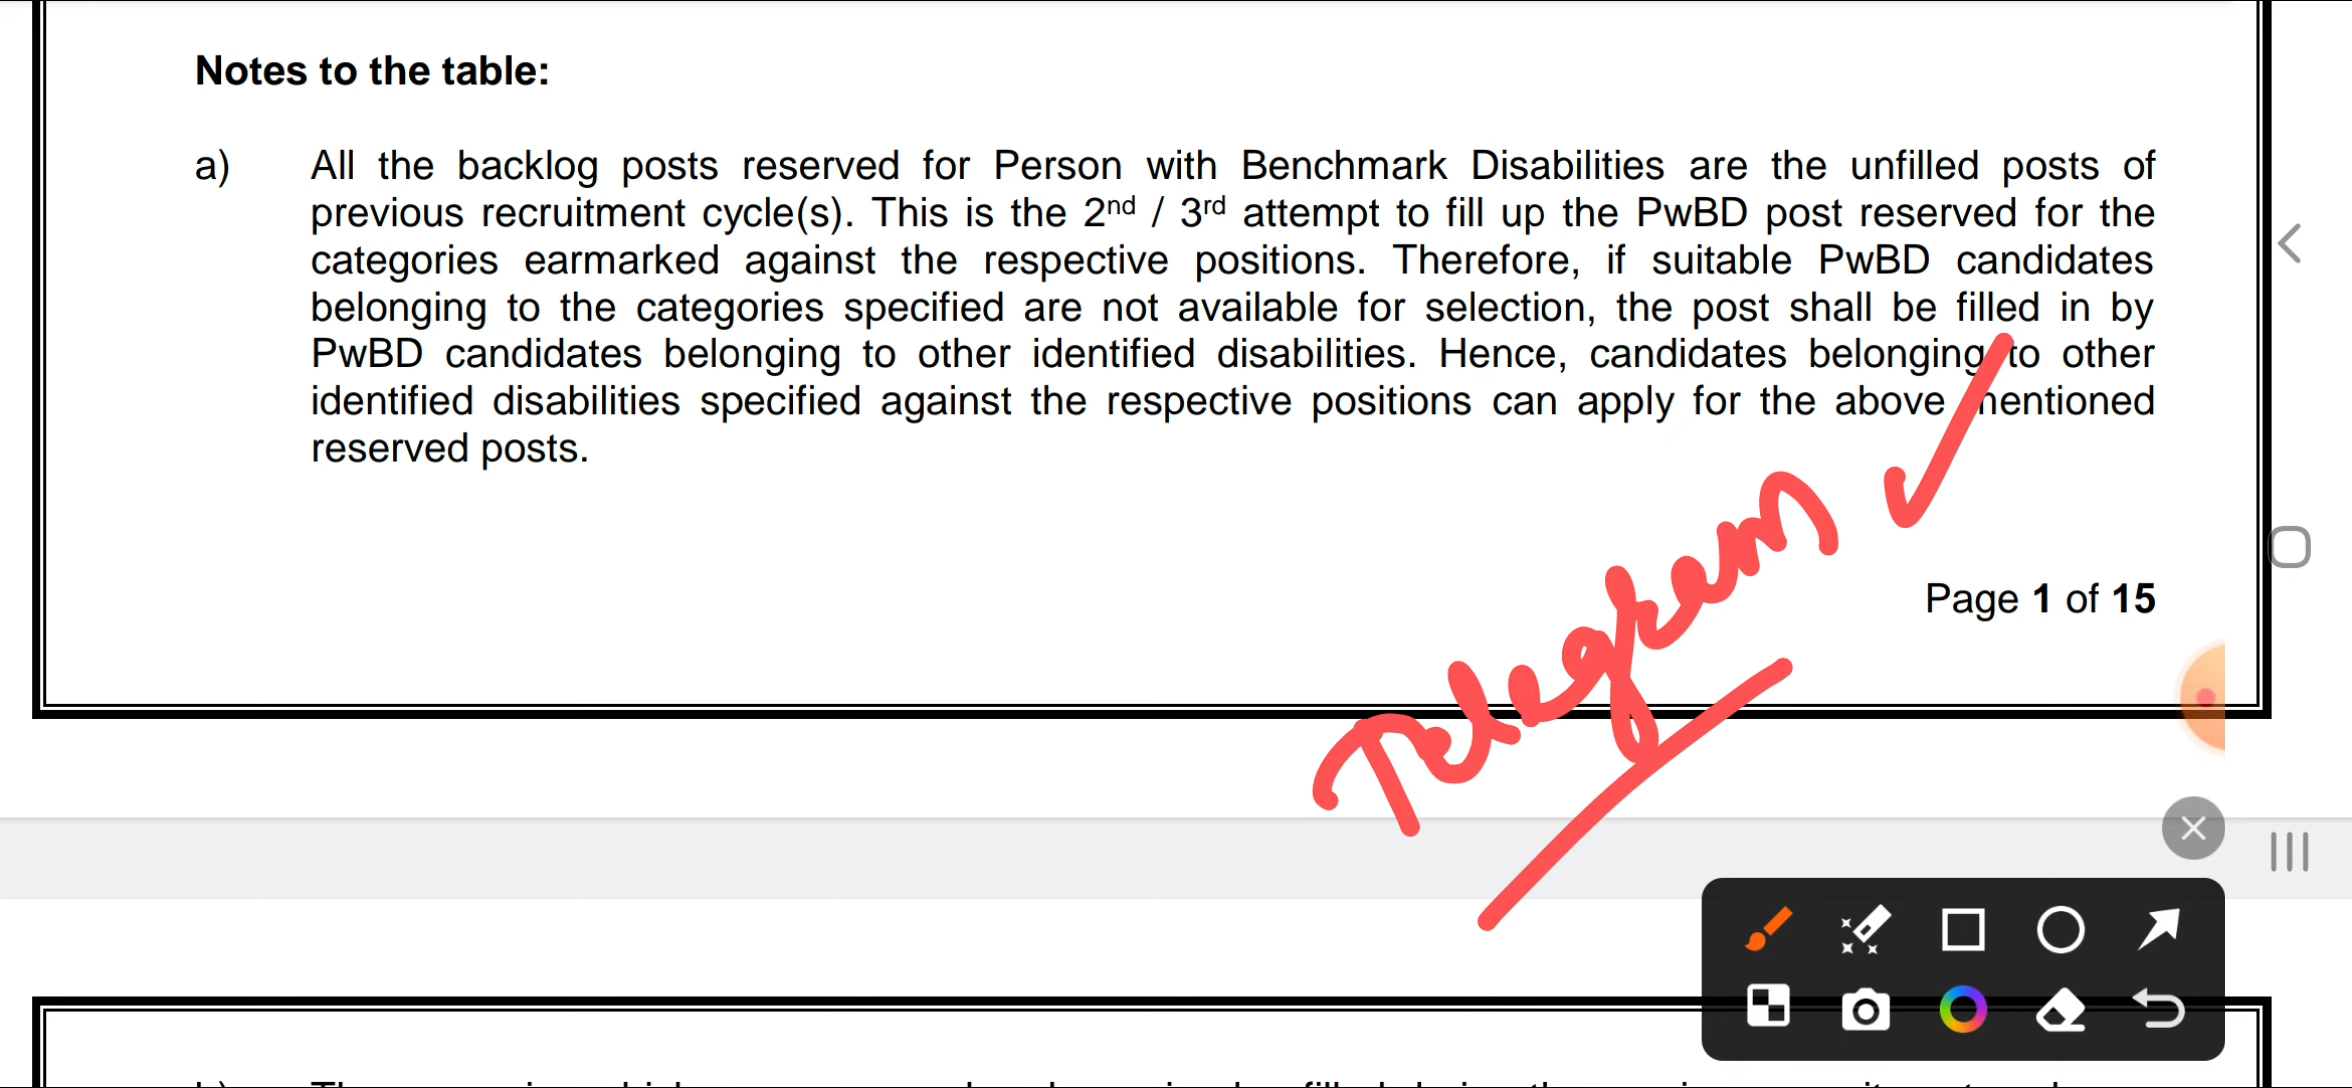 Notes to the table:
a) All the backlog posts reserved for Person with Benchmark Disabilities are the unfilled posts of
previous recruitment cycle(s). This is the 2nd / 3rd attempt to fill up the PwBD post reserved for the
categories earmarked against the respective positions. Therefore, if suitable PwBD candidates
belonging to the categories specified are not available for selection, the post shall be filled in by
PwBD candidates belonging to other identified disabilities. Hence, candidates belonging to other
identified disabilities specified against the respective positions can apply for the above mentioned
reserved posts.
Telegram
Page 1 of 15